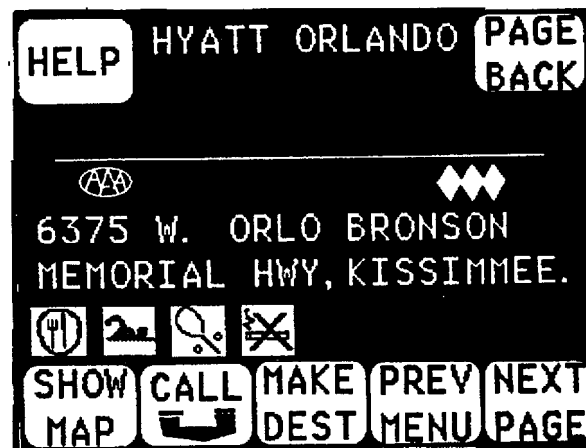 HELP
HYATT ORLANDO
PAGE
BACK
AAA
6375 W. ORLO BRONSON
MEMORIAL HWY, KISSIMMEE.
SHOW
MAP
CALL
MAKE
DEST
PREV
MENU
NEXT
PAGE